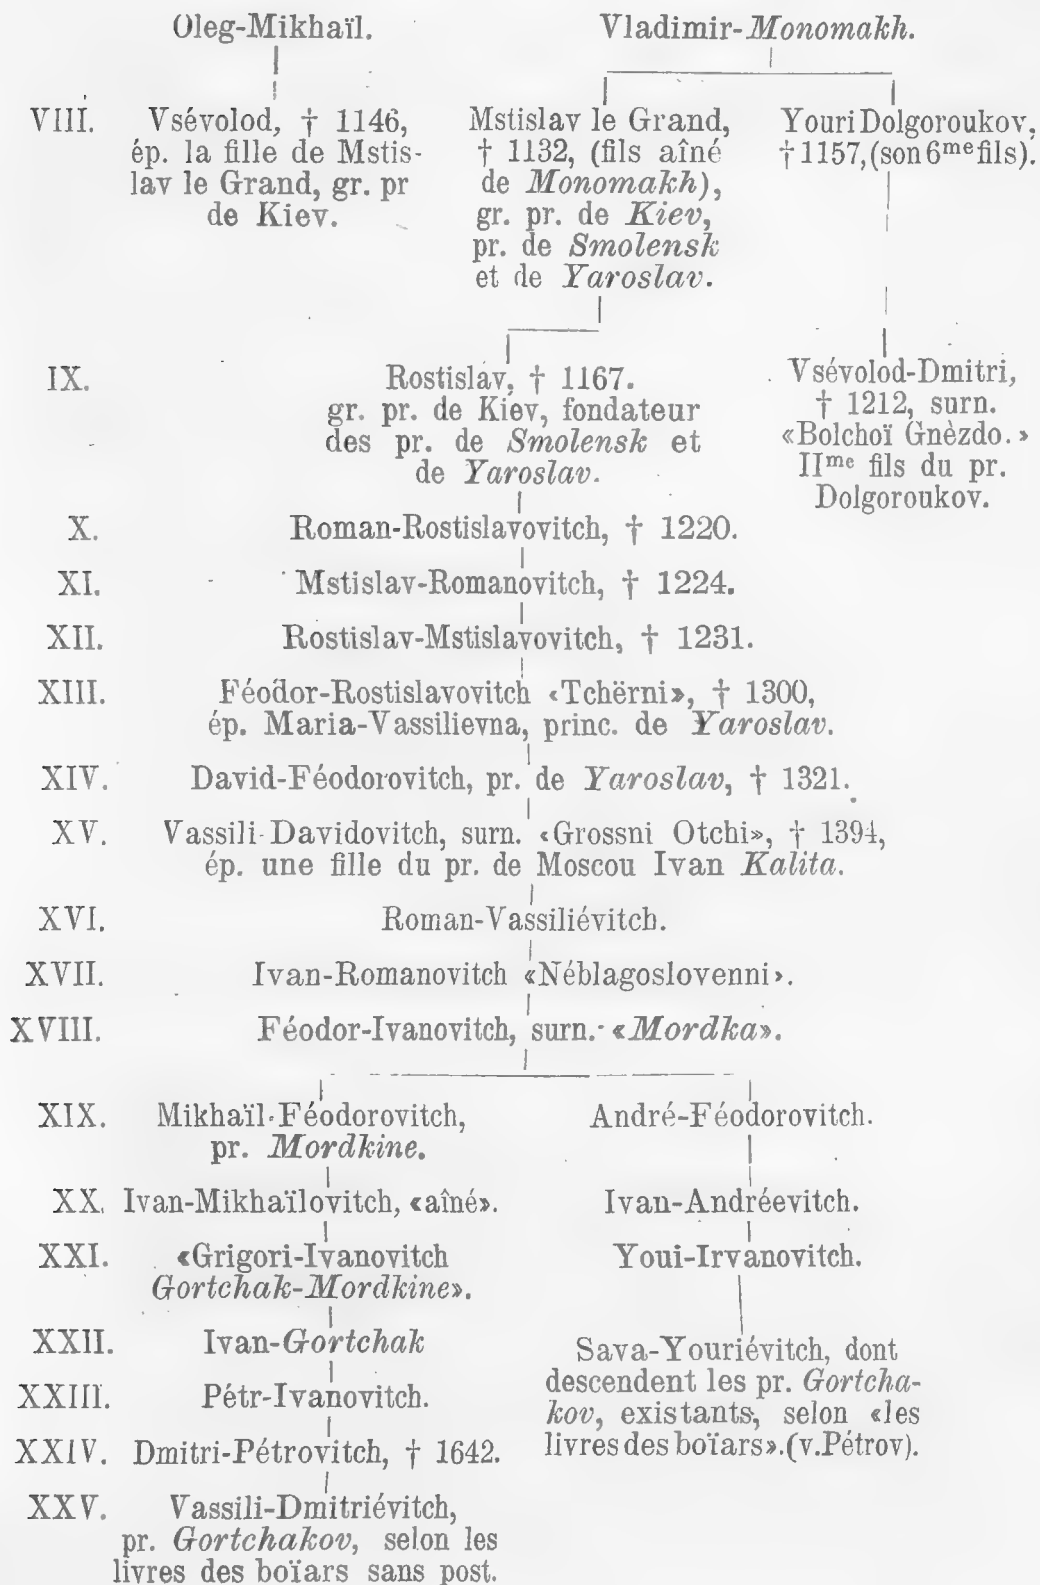 Oleg-Mikhaïl.
Vladimir-Monomakh.
VIII.
Vsévolod, † 1146,
ép. la fille de Mstis-
lav le Grand, gr. pr
de Kiev.
Mstislav le Grand,
† 1132, (fils aîné
de Monomakh),
gr. pr. de Kiev,
pr. de Smolensk
et de Yaroslav.
Youri Dolgoroukov,
† 1157, (son 6me fils).
IX.
Rostislav, † 1167.
gr. pr. de Kiev, fondateur
des pr. de Smolensk et
de Yaroslav.
Vsévolod-Dmitri,
† 1212, surn.
«Bolchoï Gnèzdo.»
IIme fils du pr.
Dolgoroukov.
X. Roman-Rostislavovitch, † 1220.
XI. Mstislav-Romanovitch, † 1224.
XII. Rostislav-Mstislavovitch, † 1231.
XIII. Féodor-Rostislavovitch «Tchërni», † 1300,
ép. Maria-Vassilievna, princ. de Yaroslav.
XIV. David-Féodorovitch, pr. de Yaroslav, † 1321.
XV. Vassili-Davidovitch, surn. «Grossni Otchi», † 1394,
ép. une fille du pr. de Moscou Ivan Kalita.
XVI. Roman-Vassiliévitch.
XVII. Ivan-Romanovitch «Néblagoslovenni».
XVIII. Féodor-Ivanovitch, surn. «Mordka».
XIX. Mikhaïl-Féodorovitch,
pr. Mordkine.
André-Féodorovitch.
XX. Ivan-Mikhaïlovitch, «aîné».
Ivan-Andréevitch.
XXI. «Grigori-Ivanovitch
Gortchak-Mordkine».
Youi-Irvanovitch.
XXII. Ivan-Gortchak
XXIII. Pétr-Ivanovitch.
XXIV. Dmitri-Pétrovitch, † 1642.
Sava-Youriévitch, dont
descendent les pr. Gortcha-
kov, existants, selon «les
livres des boïars».(v.Pétrov).
XXV. Vassili-Dmitriévitch,
pr. Gortchakov, selon les
livres des boïars sans post.